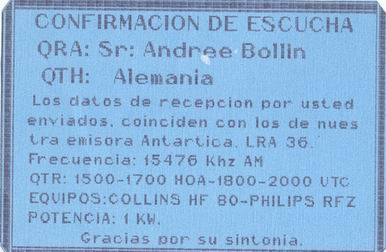 CONFIRMACION DE ESCUCHA
QRA: Sr: Andree Bollin
QTH: Alemania
Los datos de recepcion por usted
enviados, coinciden con los de nues
tra emisora Antartica, LRA 36.
Frecuencia: 15476 Khz AM
QTR: 1500-1700 HOA-1800-2000 UTC
EQUIPOS:COLLINS HF 80-PHILIPS RFZ
POTENCIA: 1 KW.
Gracias por su sintonia.